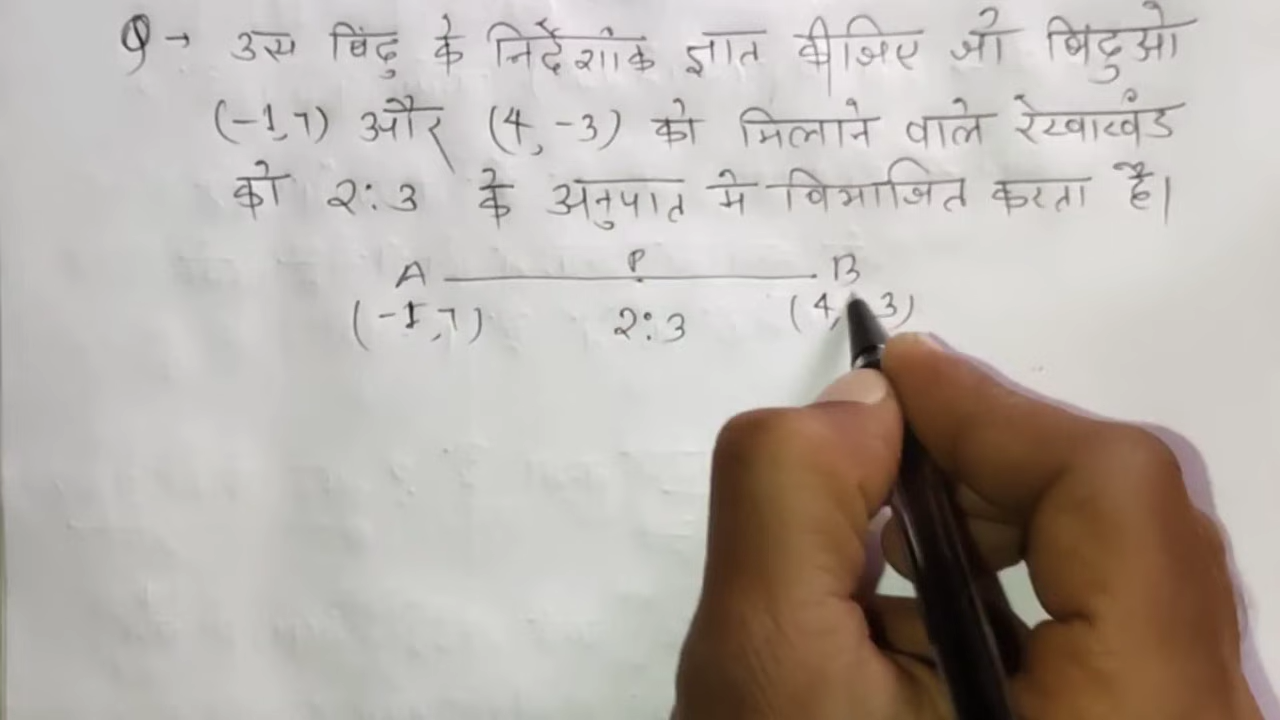 Q → उस बिंदु के निर्देशांक ज्ञात कीजिए जो बिंदुओ
(-1,7) और (4, -3) को मिलाने वाले रेखाखंड
को 2:3 के अनुपात मे विभाजित करता है।
A P B
(-1,7) 2:3 (4, 3)